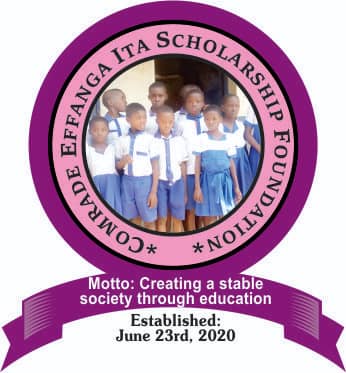 *COMRADE EFFANGA ITA SCHOLARSHIP FOUNDATION*
Motto: Creating a stable
society through education
Established:
June 23rd, 2020